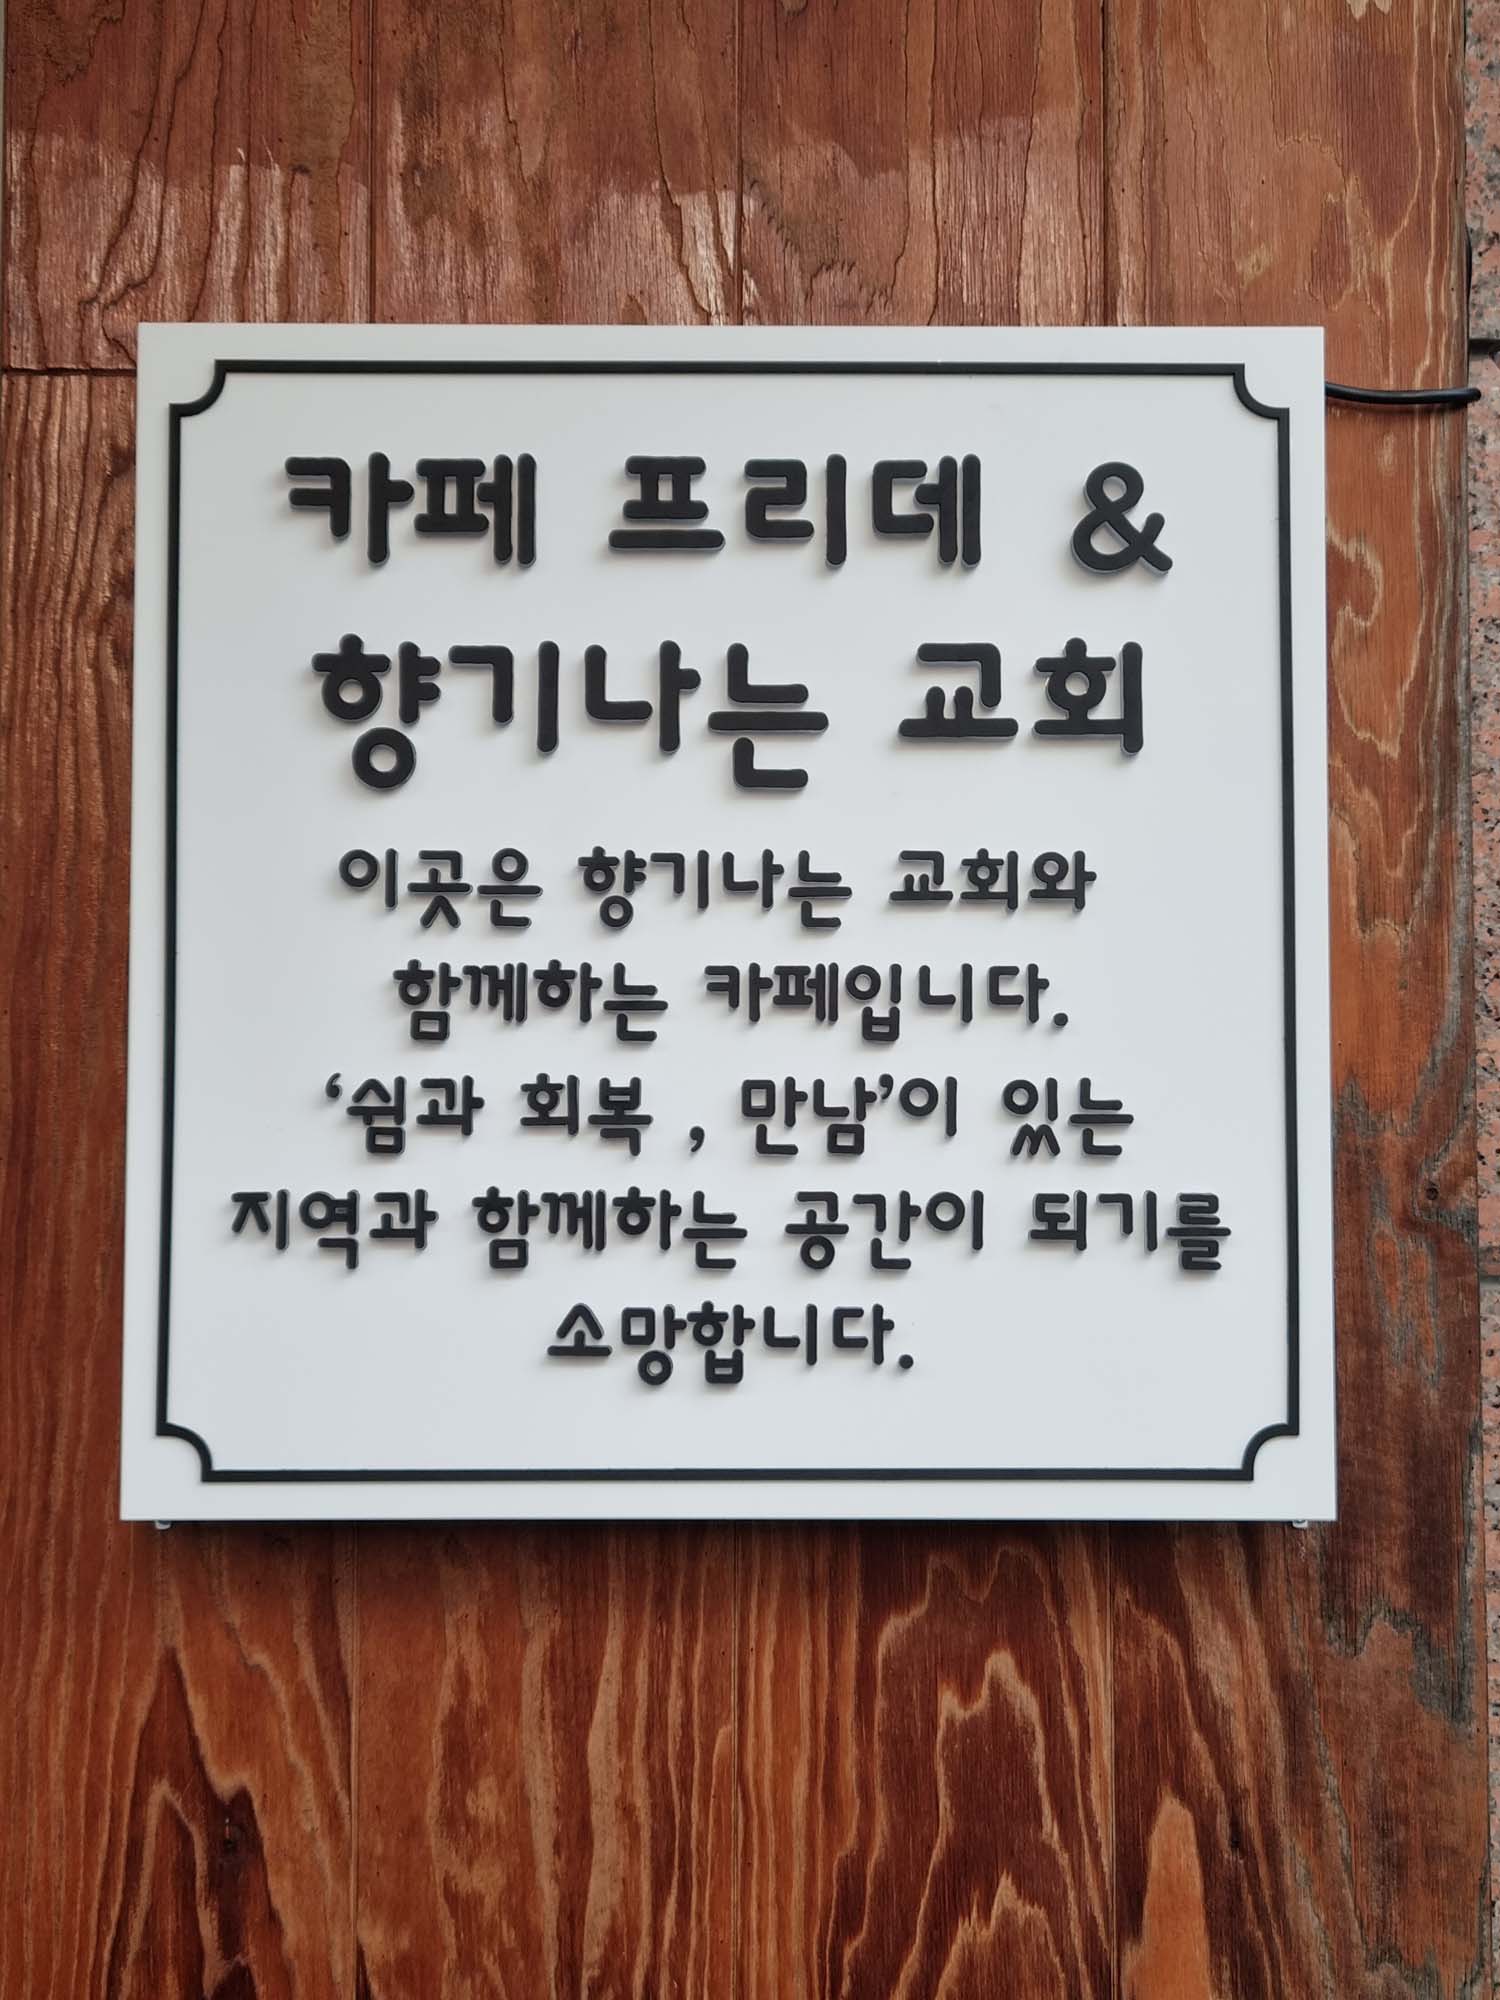 카페 프리데 &
향기나는 교회
이곳은 향기나는 교회와
함께하는 카페입니다.
‘쉼과 회복 , 만남’이 있는
지역과 함께하는 공간이 되기를
소망합니다.